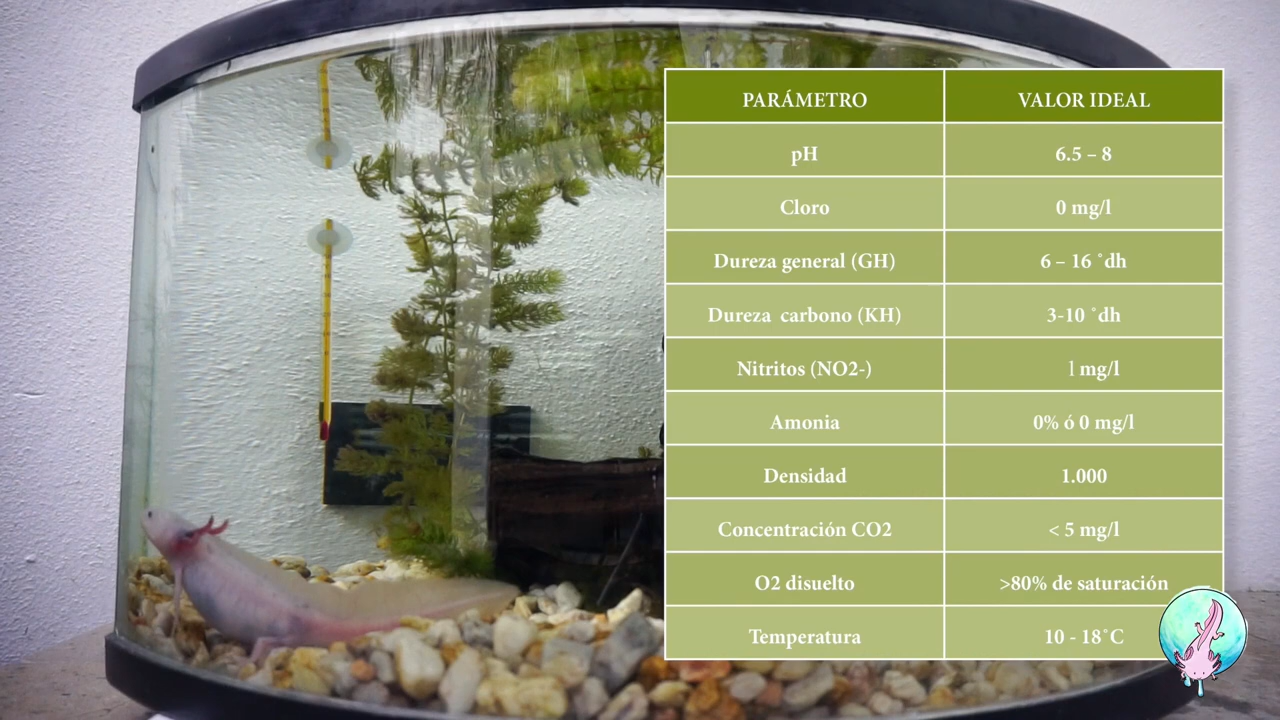 PARÁMETRO VALOR IDEAL
pH 6.5 – 8
Cloro 0 mg/l
Dureza general (GH) 6 – 16 ˚dh
Dureza carbono (KH) 3-10 ˚dh
Nitritos (NO2-) 1 mg/l
Amonia 0% ó 0 mg/l
Densidad 1.000
Concentración CO2 < 5 mg/l
O2 disuelto >80% de saturación
Temperatura 10 - 18˚C